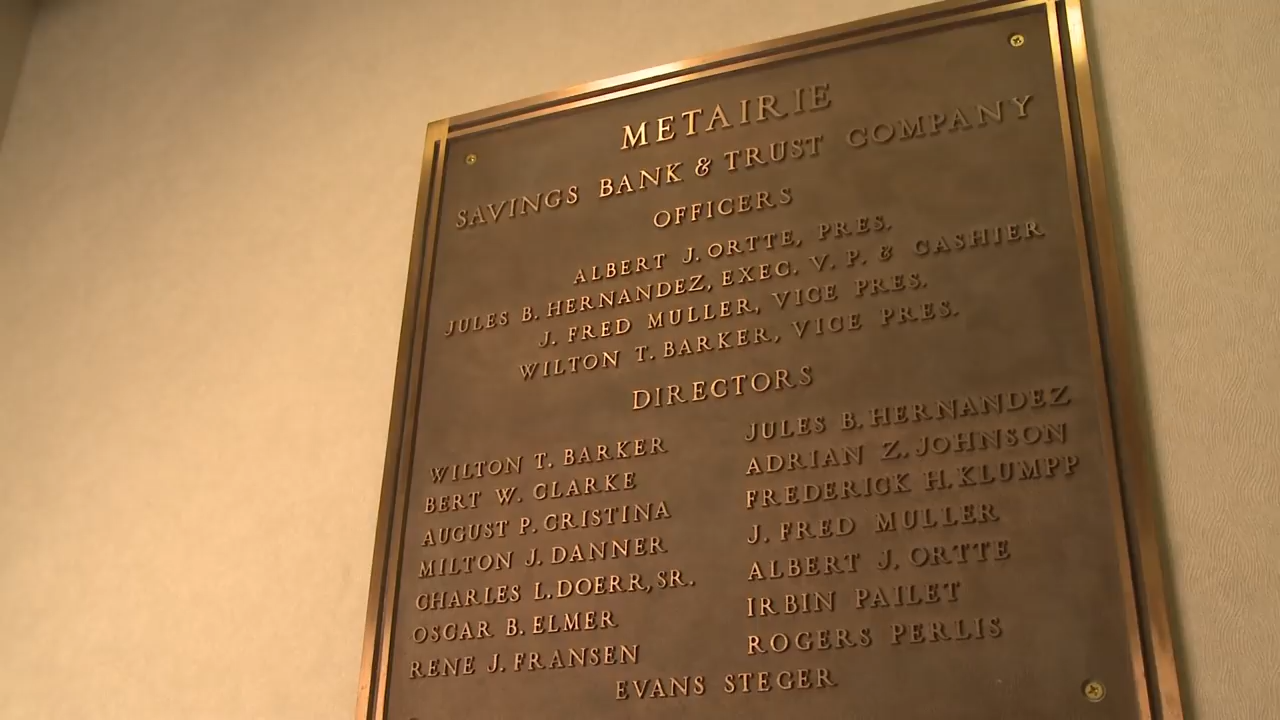 METAIRIE
SAVINGS BANK & TRUST COMPANY
OFFICERS
ALBERT J. ORTTE, PRES.
JULES B. HERNANDEZ, EXEC. V. P. & CASHIER
J. FRED MULLER, VICE PRES.
WILTON T. BARKER, VICE PRES.
DIRECTORS
WILTON T. BARKER
BERT W. CLARKE
AUGUST P. CRISTINA
MILTON J. DANNER
CHARLES L. DOERR, SR.
OSCAR B. ELMER
RENE J. FRANSEN
JULES B. HERNANDEZ
ADRIAN Z. JOHNSON
FREDERICK H. KLUMPP
J. FRED MULLER
ALBERT J. ORTTE
IRBIN PAILET
ROGERS PERLIS
EVANS STEGER